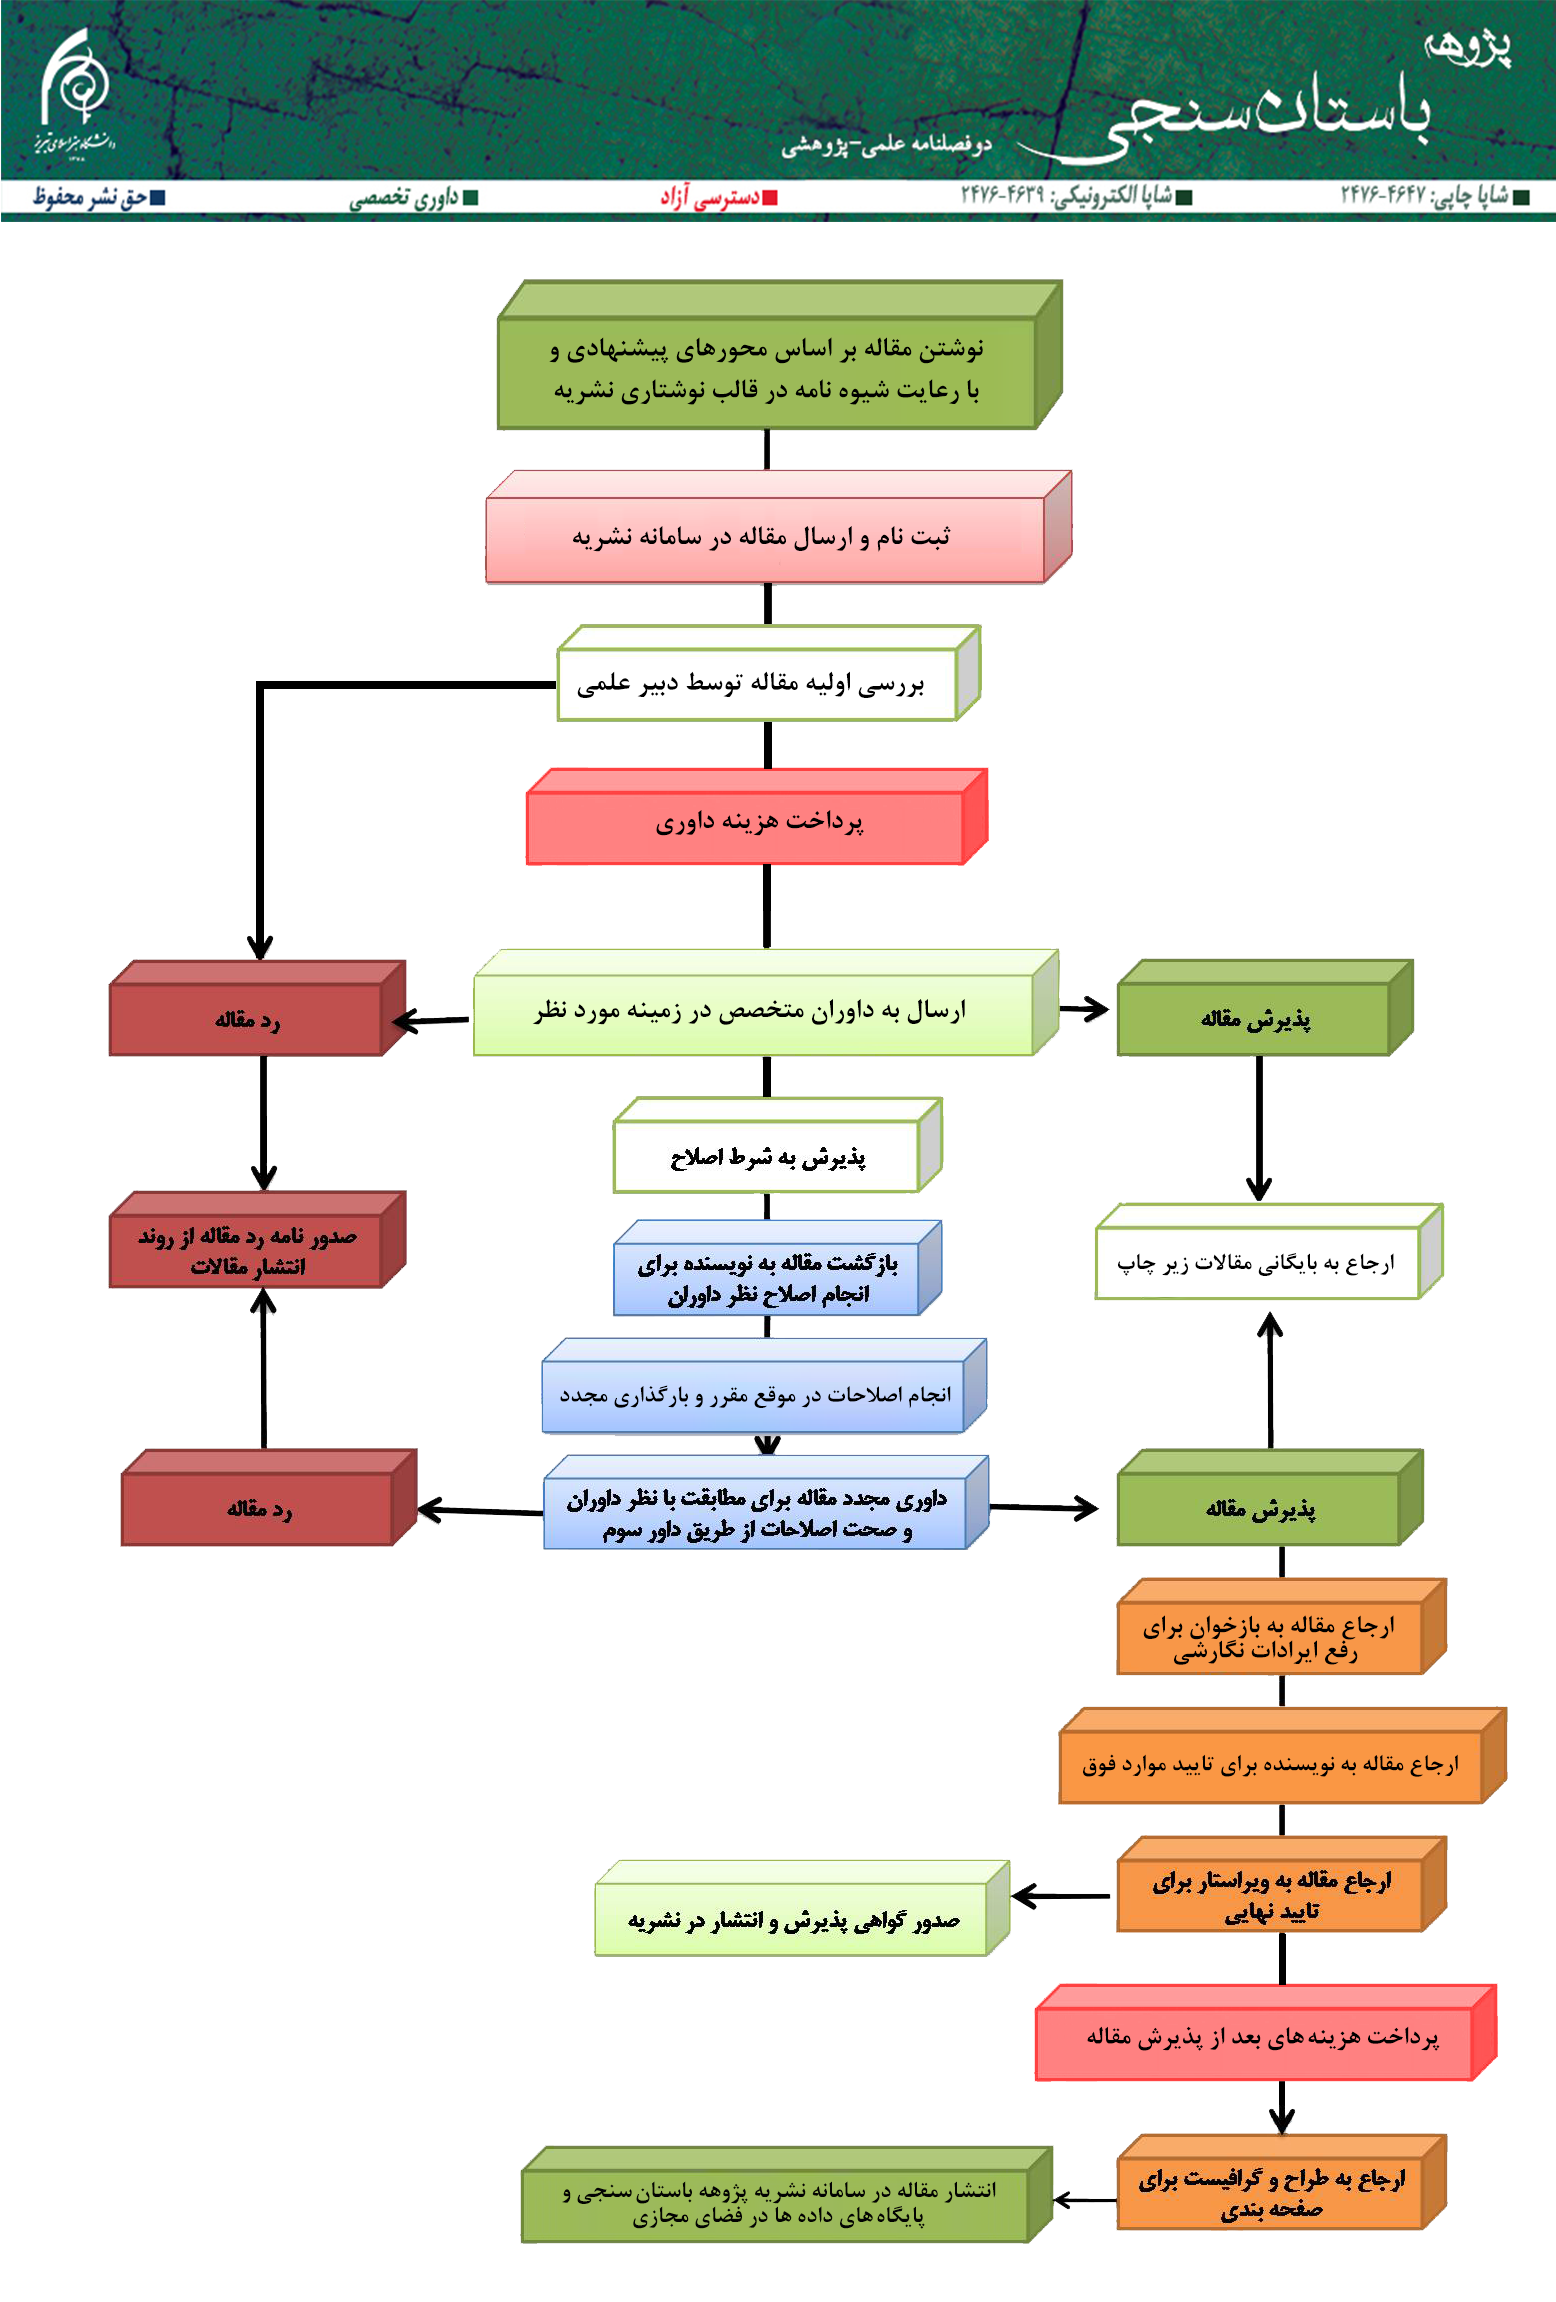 پژوهه
باستان سنجی
دوفصلنامه علمی-پژوهشی
دانشگاه هنر اسلامی تبریز
۱۳۷۸
شاپا چاپی: ۴۶۴۷-۲۴۷۶
شاپا الکترونیکی: ۴۶۳۹-۲۴۷۶
دسترسی آزاد
داوری تخصصی
حق نشر محفوظ
نوشتن مقاله بر اساس محورهای پیشنهادی و
با رعایت شیوه نامه در قالب نوشتاری نشریه
ثبت نام و ارسال مقاله در سامانه نشریه
بررسی اولیه مقاله توسط دبیر علمی
پرداخت هزینه داوری
ارسال به داوران متخصص در زمینه مورد نظر
پذیرش مقاله
رد مقاله
پذیرش به شرط اصلاح
صدور نامه رد مقاله از روند
انتشار مقالات
بازگشت مقاله به نویسنده برای
انجام اصلاح نظر داوران
ارجاع به بایگانی مقالات زیر چاپ
انجام اصلاحات در موقع مقرر و بارگذاری مجدد
داوری مجدد مقاله برای مطابقت با نظر داوران
و صحت اصلاحات از طریق داور سوم
پذیرش مقاله
رد مقاله
ارجاع مقاله به بازخوان برای
رفع ایرادات نگارشی
ارجاع مقاله به نویسنده برای تایید موارد فوق
ارجاع مقاله به ویراستار برای
تایید نهایی
صدور گواهی پذیرش و انتشار در نشریه
پرداخت هزینه های بعد از پذیرش مقاله
ارجاع به طراح و گرافیست برای
صفحه بندی
انتشار مقاله در سامانه نشریه پژوهه باستان سنجی و
پایگاه های داده ها در فضای مجازی